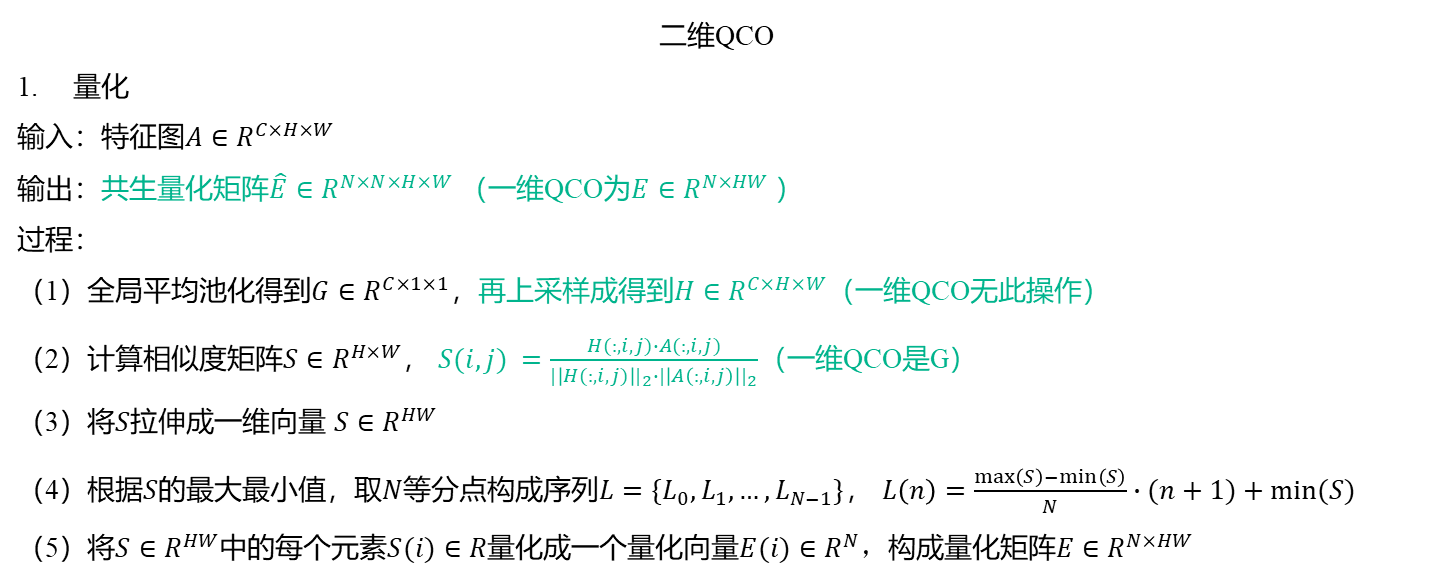 二维QCO
1. 量化
输入：特征图A ∈ R^{C×H×W}
输出：共生量化矩阵Ê ∈ R^{N×N×H×W} （一维QCO为E ∈ R^{N×HW} ）
过程：
（1）全局平均池化得到G ∈ R^{C×1×1}，再上采样成得到H ∈ R^{C×H×W}（一维QCO无此操作）
（2）计算相似度矩阵S ∈ R^{H×W}， S(i,j) = \frac{H(:,i,j)·A(:,i,j)}{||H(:,i,j)||_2·||A(:,i,j)||_2}（一维QCO是G）
（3）将S拉伸成一维向量 S ∈ R^{HW}
（4）根据S的最大最小值，取N等分点构成序列L = {L_0, L_1, … , L_{N−1}}， L(n) = \frac{max(S)−min(S)}{N} · (n + 1) + min(S)
（5）将S ∈ R^{HW}中的每个元素S(i) ∈ R量化成一个量化向量E(i) ∈ R^N，构成量化矩阵E ∈ R^{N×HW}